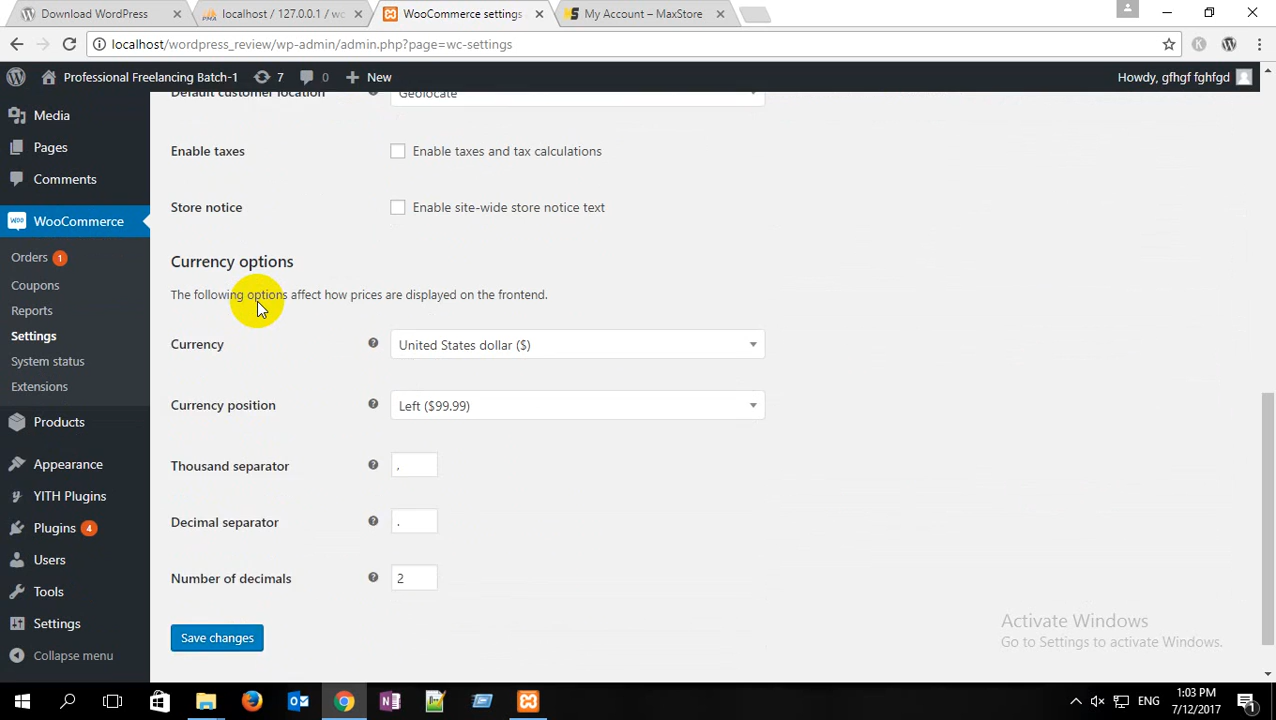 Download WordPress
localhost / 127.0.0.1 / wc
WooCommerce settings
My Account – MaxStore
localhost/wordpress_review/wp-admin/admin.php?page=wc-settings
Professional Freelancing Batch-1
7
0
New
Howdy, gfhgf fghfgd
Media
Pages
Comments
WooCommerce
Orders 1
Coupons
Reports
Settings
System status
Extensions
Products
Appearance
YITH Plugins
Plugins 4
Users
Tools
Settings
Collapse menu
Default customer location
Geolocate
Enable taxes
Enable taxes and tax calculations
Store notice
Enable site-wide store notice text
Currency options
The following options affect how prices are displayed on the frontend.
Currency
United States dollar ($)
Currency position
Left ($99.99)
Thousand separator
,
Decimal separator
.
Number of decimals
2
Save changes
Activate Windows
Go to Settings to activate Windows.
ENG
1:03 PM
7/12/2017
1